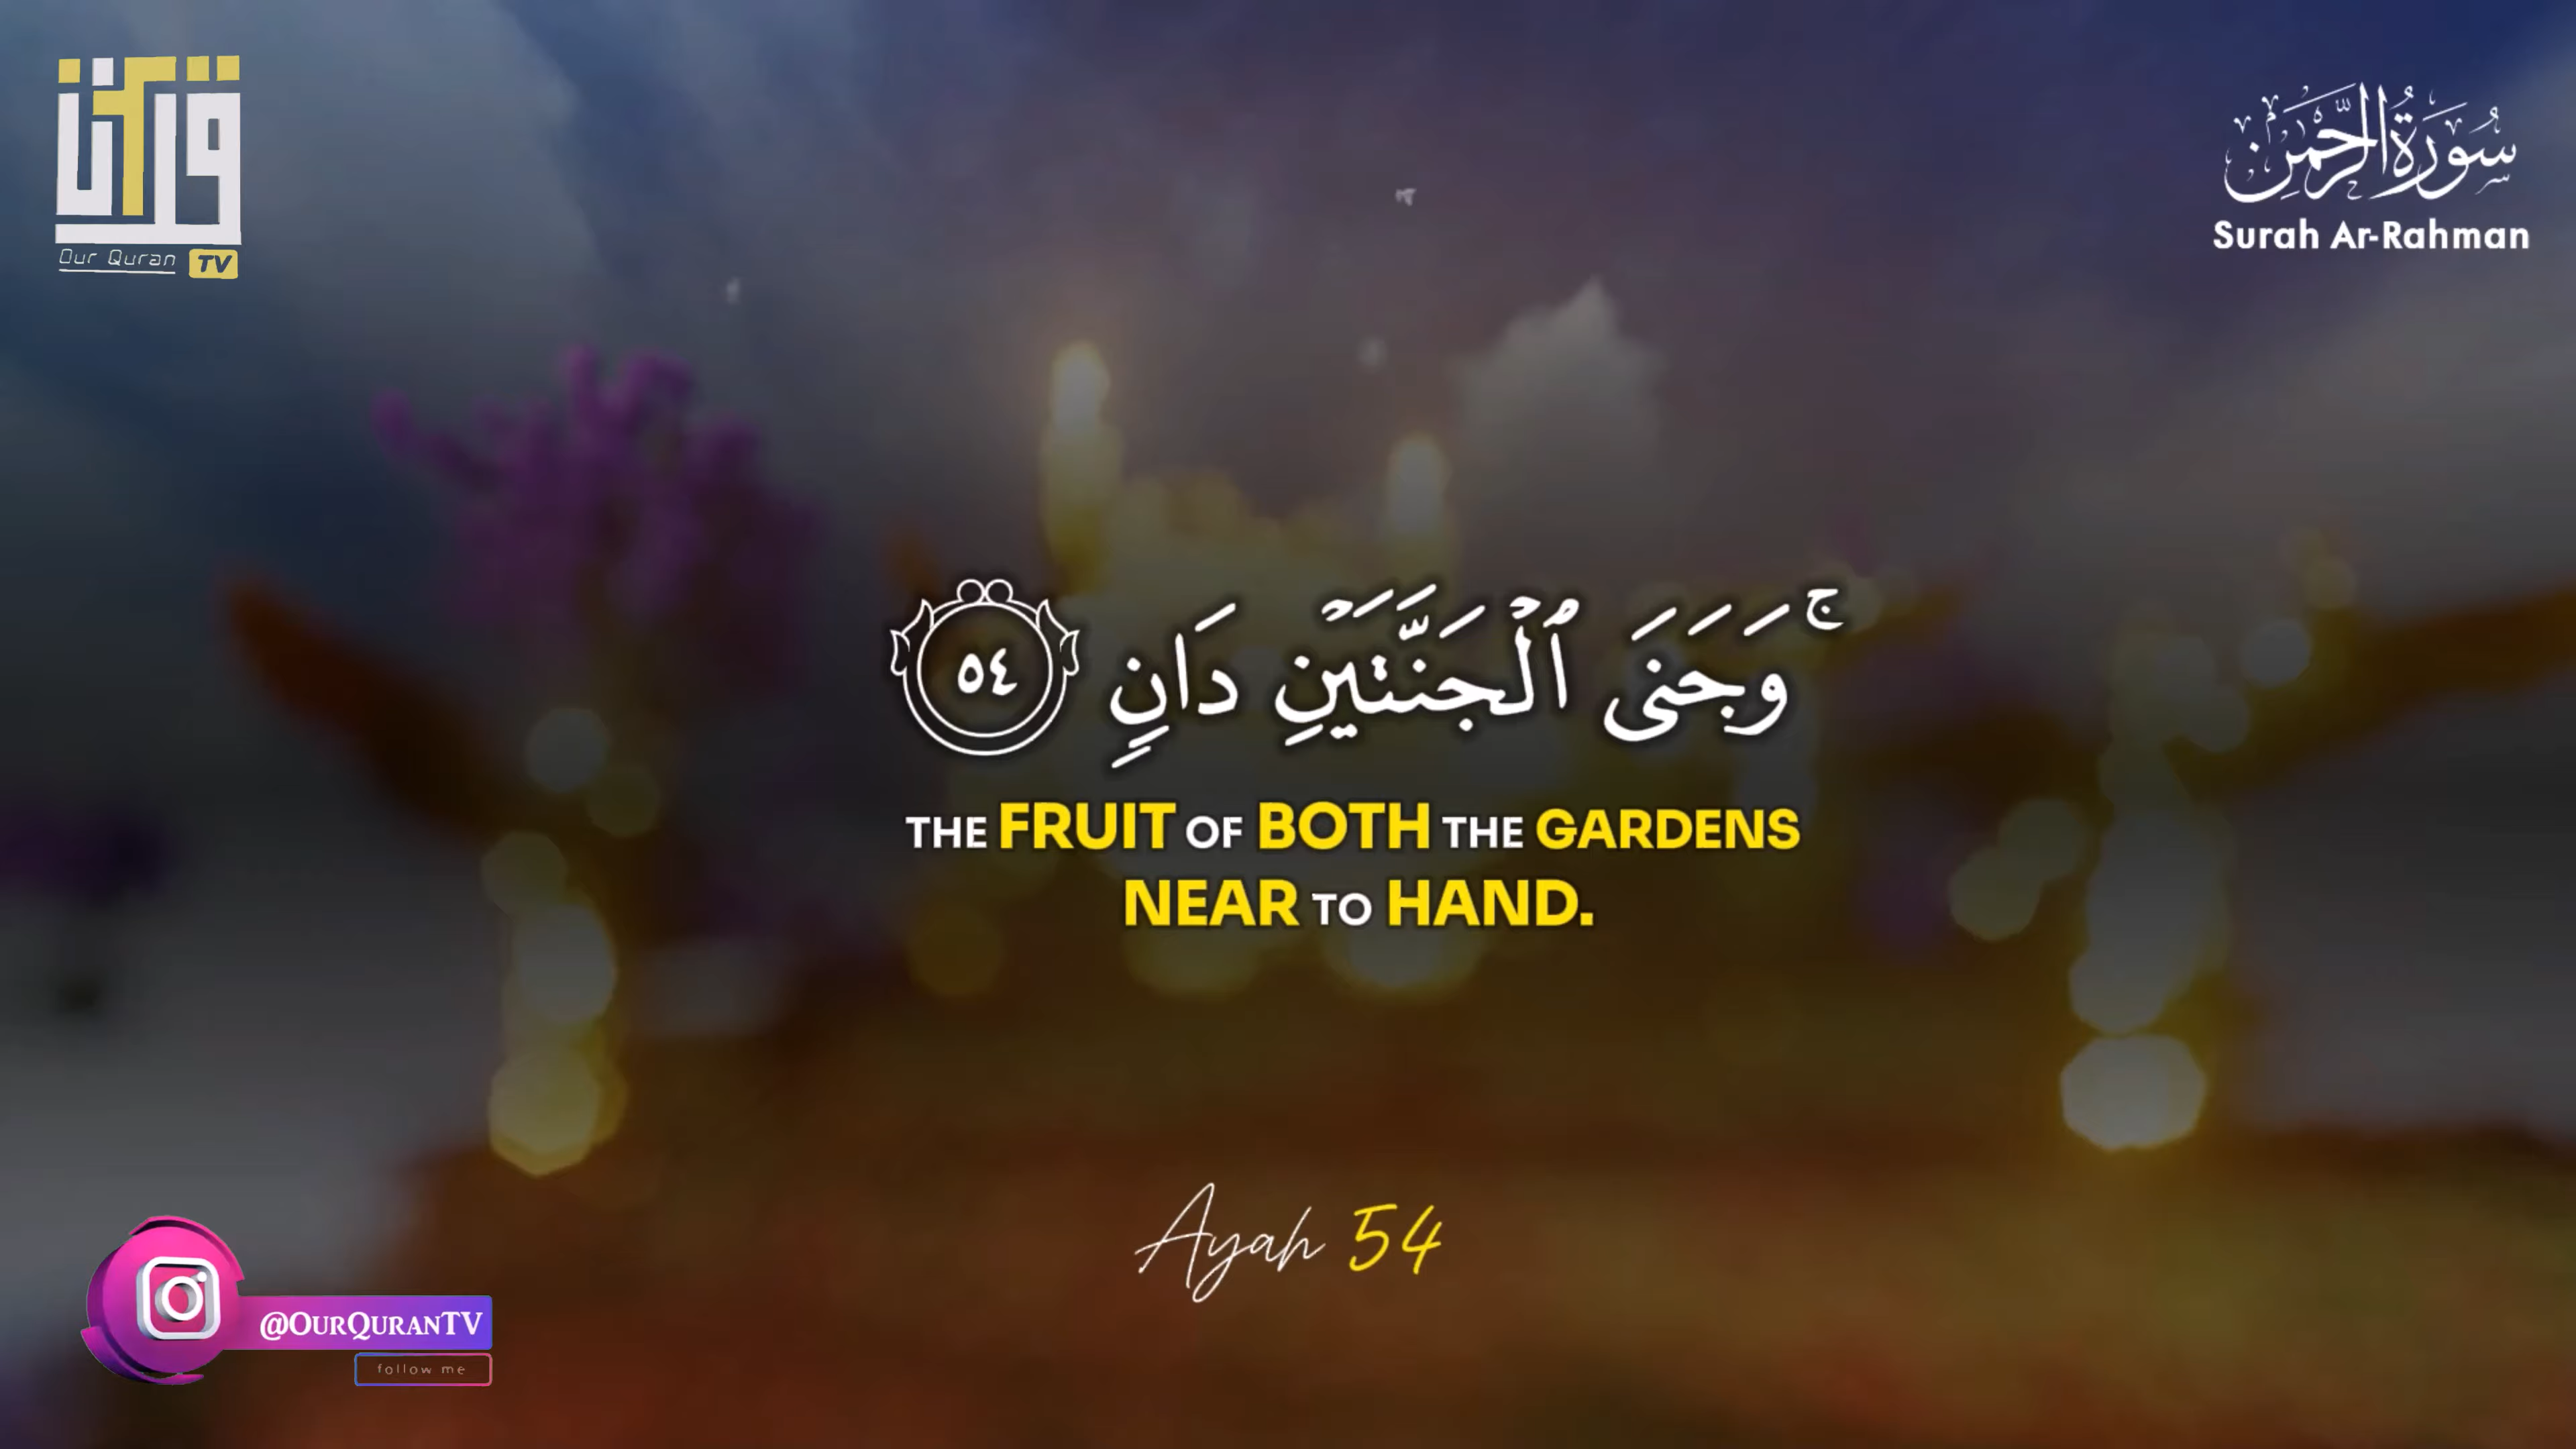 قرآننا
Our Quran TV
سُورَةُ الرَّحْمَٰن
Surah Ar-Rahman
ۚ وَجَنَى ٱلْجَنَّتَيْنِ دَانٍ ٥٤
THE FRUIT OF BOTH THE GARDENS
NEAR TO HAND.
Ayah 54
@OURQURANTV
follow me